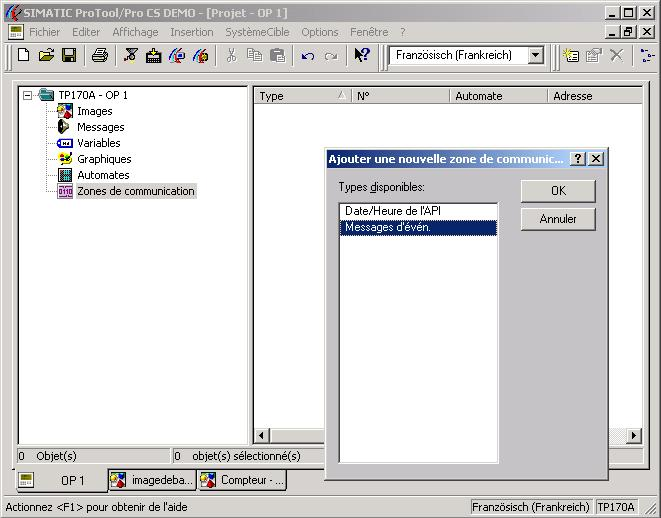 SIMATIC ProTool/Pro CS DEMO - [Projet - OP 1]
Fichier Editer Affichage Insertion SystèmeCible Options Fenêtre ?
Französisch (Frankreich)
TP170A - OP 1
Images
Messages
Variables
Graphiques
Automates
Zones de communication
Type N° Automate Adresse
Ajouter une nouvelle zone de communic...
Types disponibles:
Date/Heure de l'API
Messages d'évén.
OK
Annuler
0 Objet(s) 0 objet(s) sélectionné(s)
OP 1 imagedeba... Compteur - ...
Actionnez <F1> pour obtenir de l'aide Französisch (Frankreich) TP170A